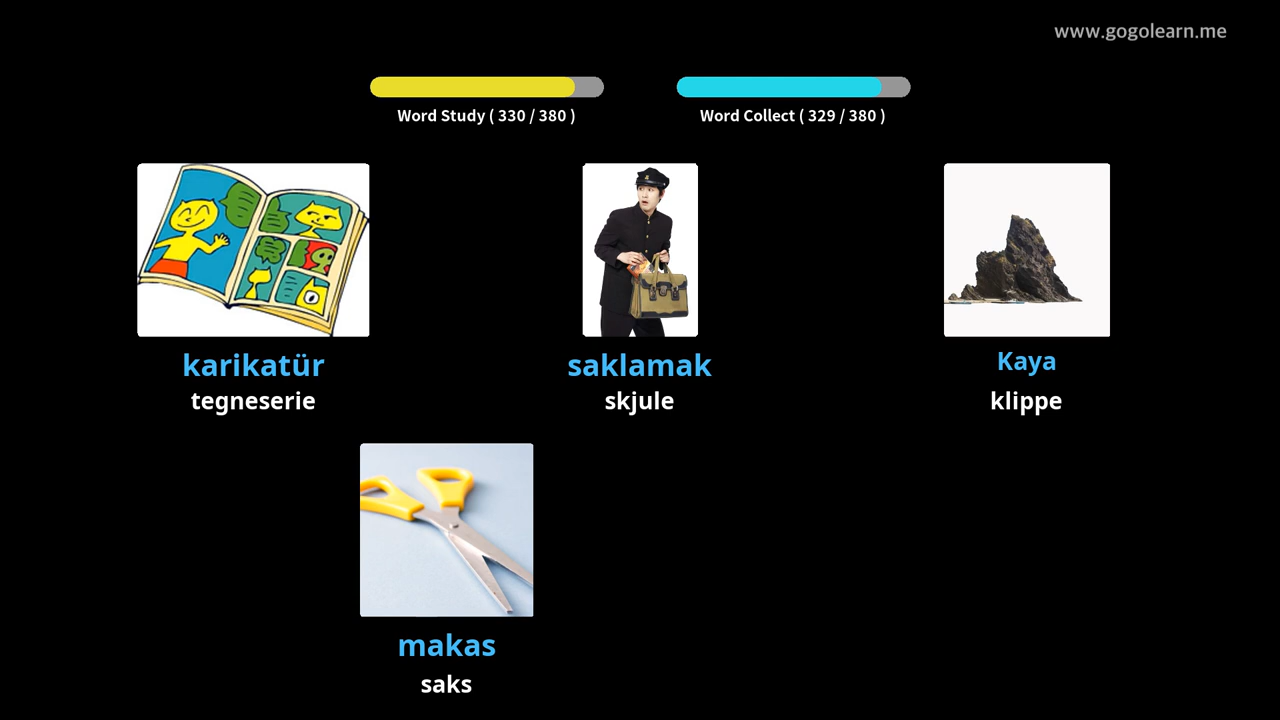 www.gogolearn.me
Word Study ( 330 / 380 )
Word Collect ( 329 / 380 )
karikatür
tegneserie
saklamak
skjule
Kaya
klippe
makas
saks